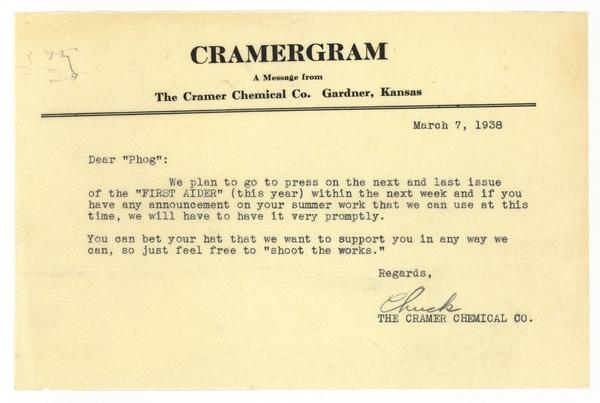 CRAMERGRAM
A Message from
The Cramer Chemical Co. Gardner, Kansas
March 7, 1938
Dear "Phog":
We plan to go to press on the next and last issue
of the "FIRST AIDER" (this year) within the next week and if you
have any announcement on your summer work that we can use at this
time, we will have to have it very promptly.
You can bet your hat that we want to support you in any way we
can, so just feel free to "shoot the works."
Regards,
Chuck
THE CRAMER CHEMICAL CO.